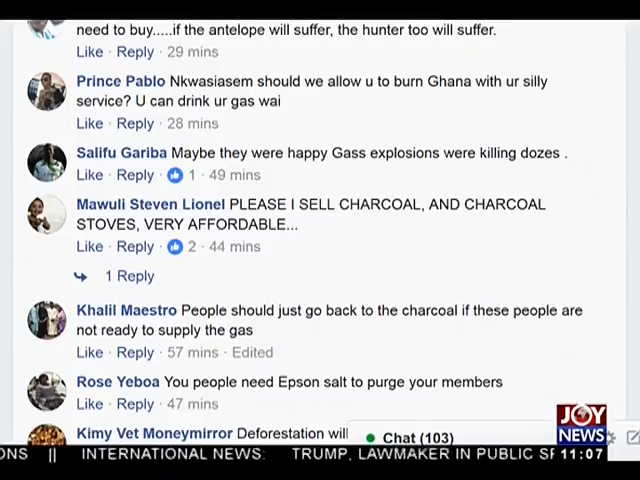 need to buy.....if the antelope will suffer, the hunter too will suffer.
Like · Reply · 29 mins
Prince Pablo Nkwasiasem should we allow u to burn Ghana with ur silly
service? U can drink ur gas wai
Like · Reply · 28 mins
Salifu Gariba Maybe they were happy Gass explosions were killing dozes .
Like · Reply · 1 · 49 mins
Mawuli Steven Lionel PLEASE I SELL CHARCOAL, AND CHARCOAL
STOVES, VERY AFFORDABLE...
Like · Reply · 2 · 44 mins
1 Reply
Khalil Maestro People should just go back to the charcoal if these people are
not ready to supply the gas
Like · Reply · 57 mins · Edited
Rose Yeboa You people need Epson salt to purge your members
Like · Reply · 47 mins
Kimy Vet Moneymirror Deforestation will
Chat (103)
JOY
NEWS
ONS || INTERNATIONAL NEWS: TRUMP, LAWMAKER IN PUBLIC SP 11:07